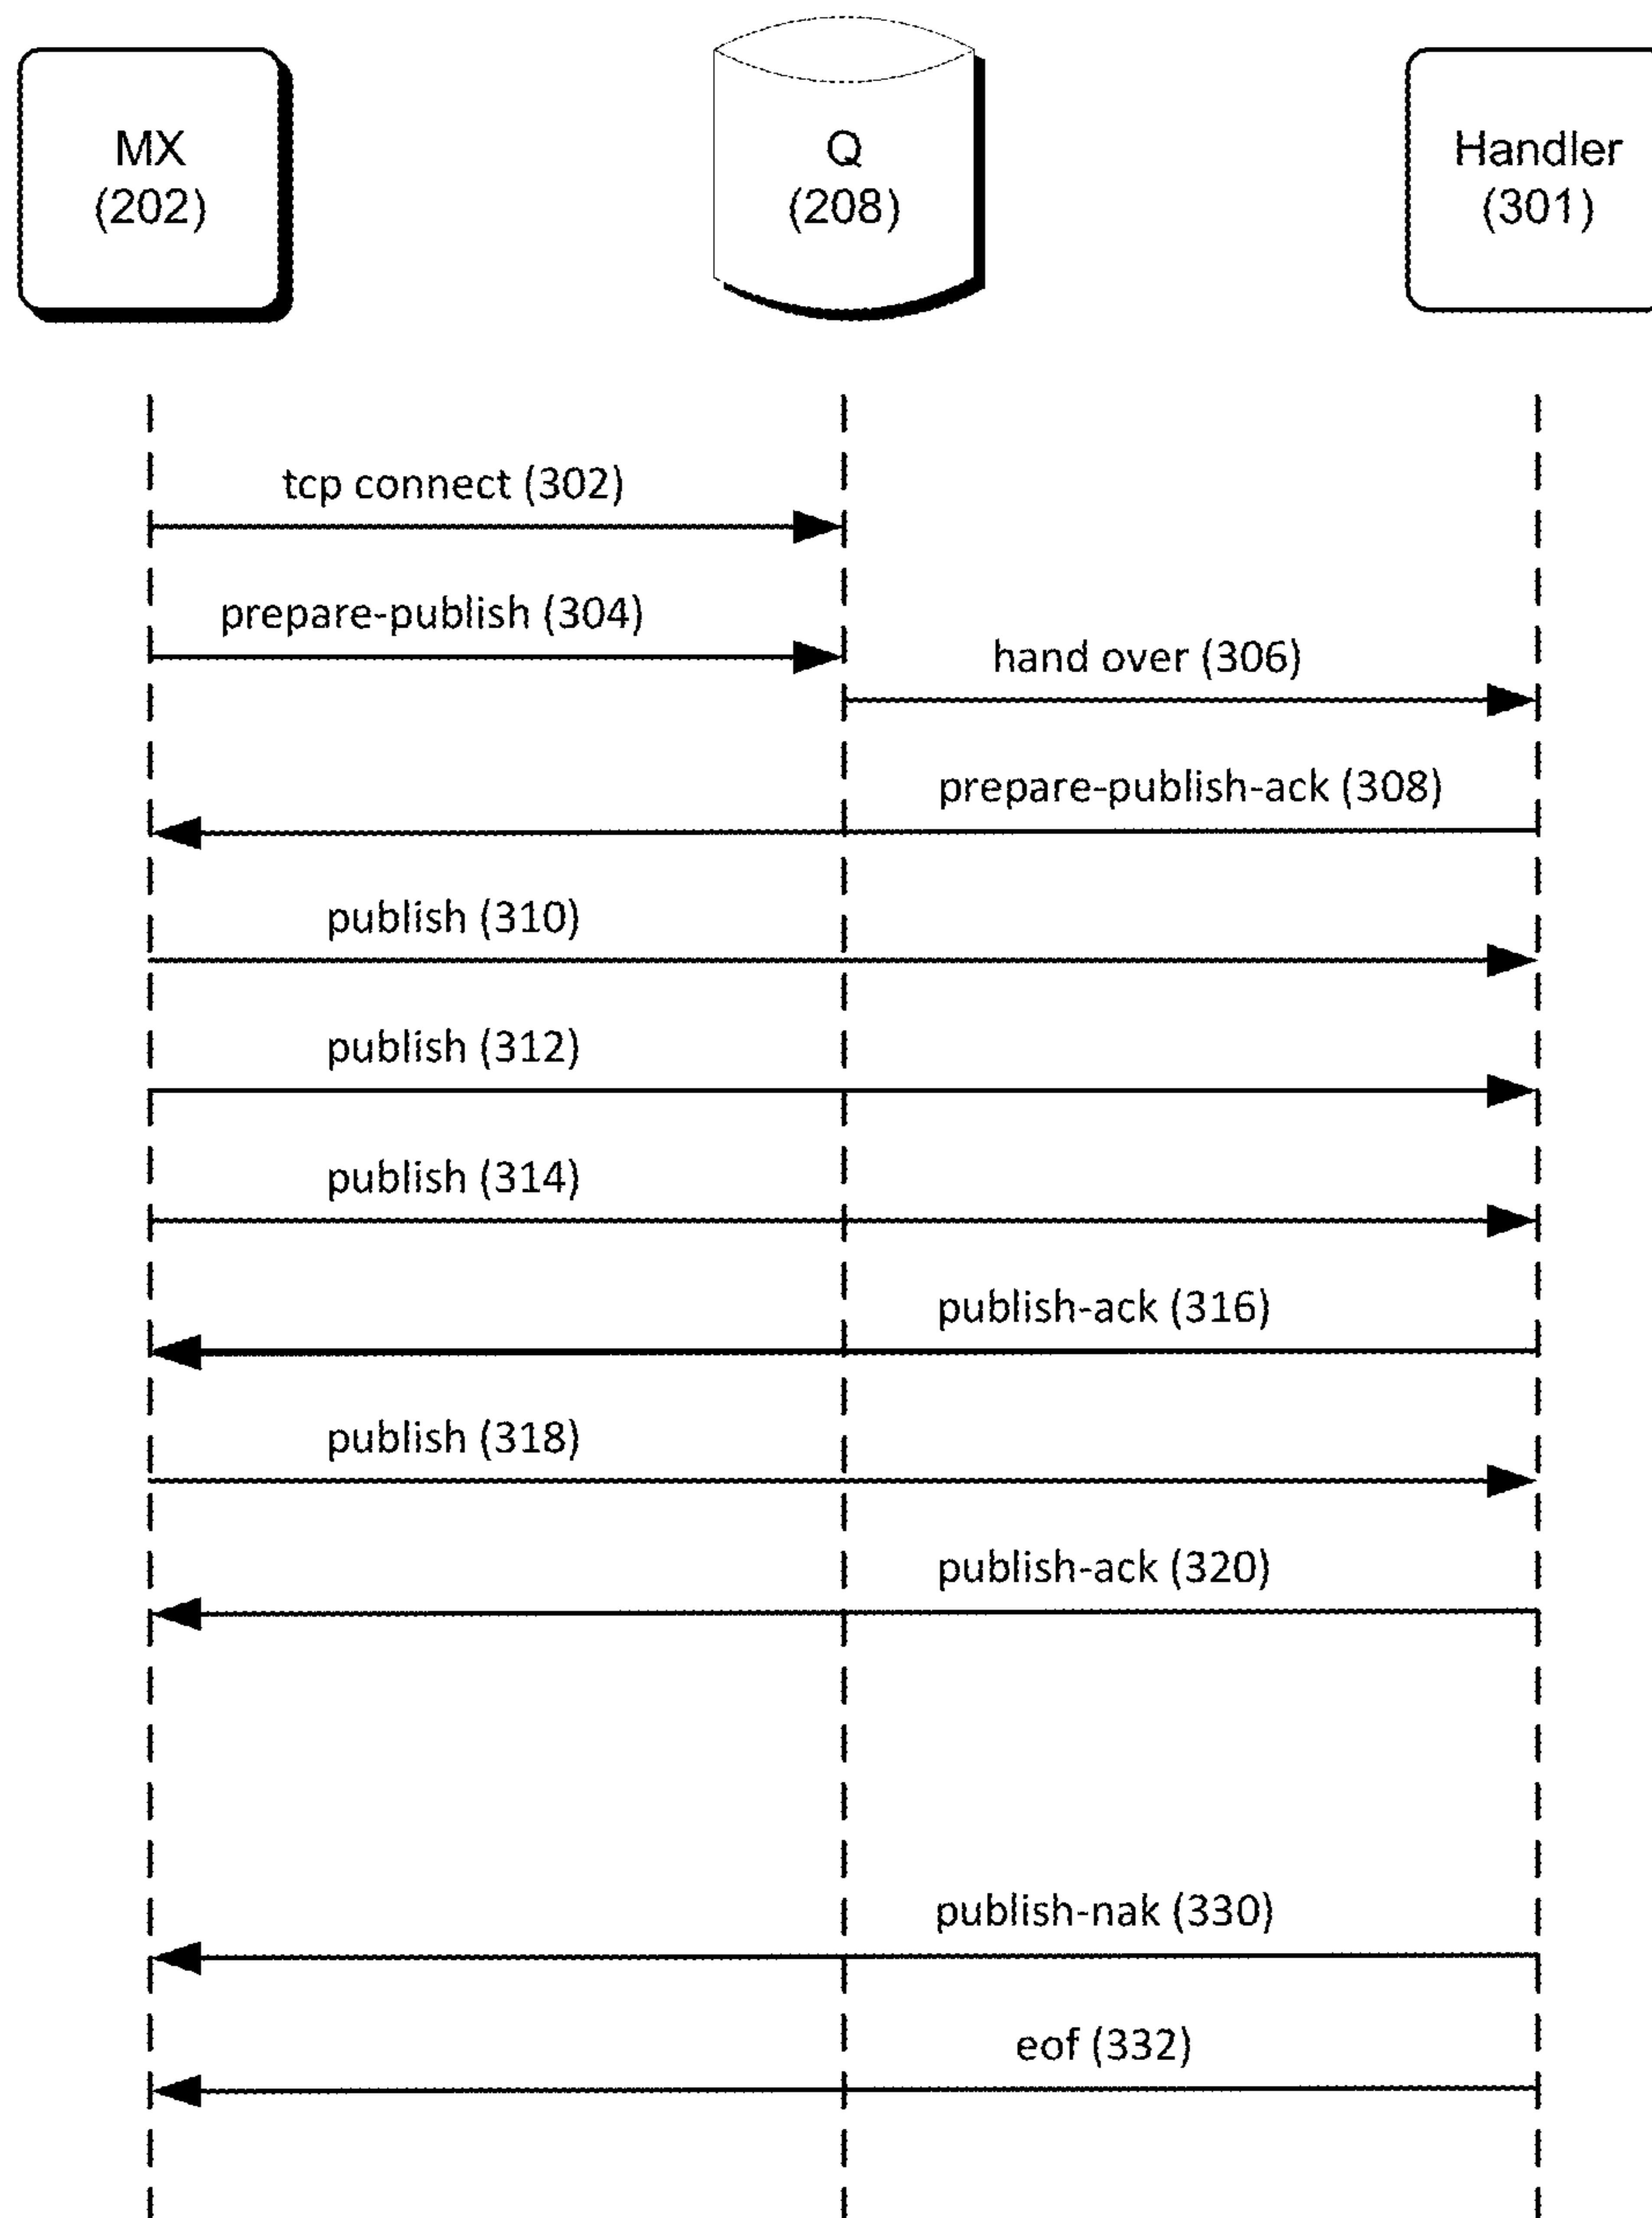 MX
(202)
Q
(208)
Handler
(301)
tcp connect (302)
prepare-publish (304)
hand over (306)
prepare-publish-ack (308)
publish (310)
publish (312)
publish (314)
publish-ack (316)
publish (318)
publish-ack (320)
publish-nak (330)
eof (332)